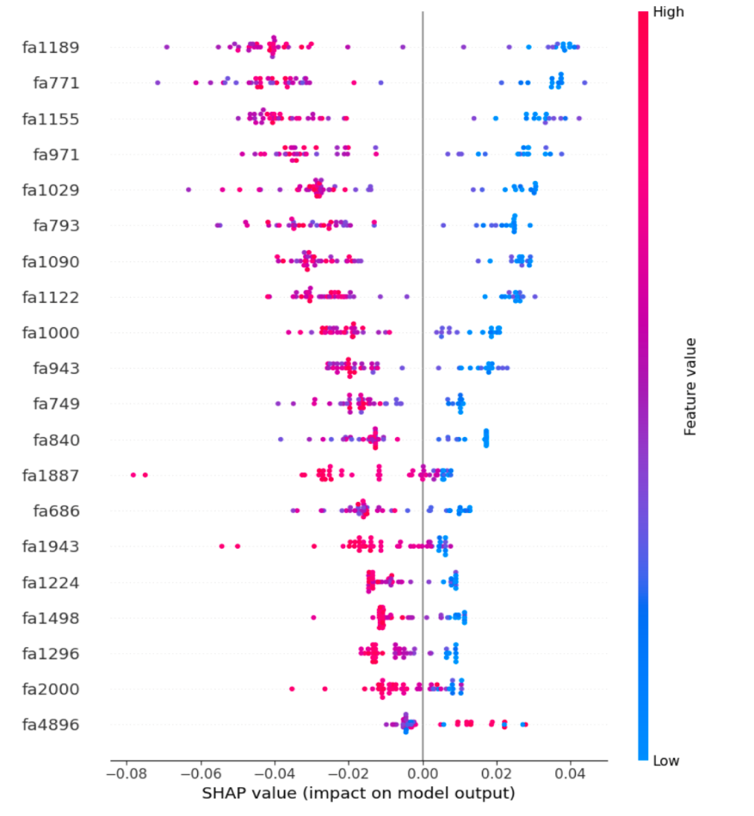 High
fa1189
fa771
fa1155
fa971
fa1029
fa793
fa1090
fa1122
fa1000
fa943
fa749
fa840
fa1887
fa686
fa1943
fa1224
fa1498
fa1296
fa2000
fa4896
Feature value
Low
−0.08 −0.06 −0.04 −0.02 0.00 0.02 0.04
SHAP value (impact on model output)